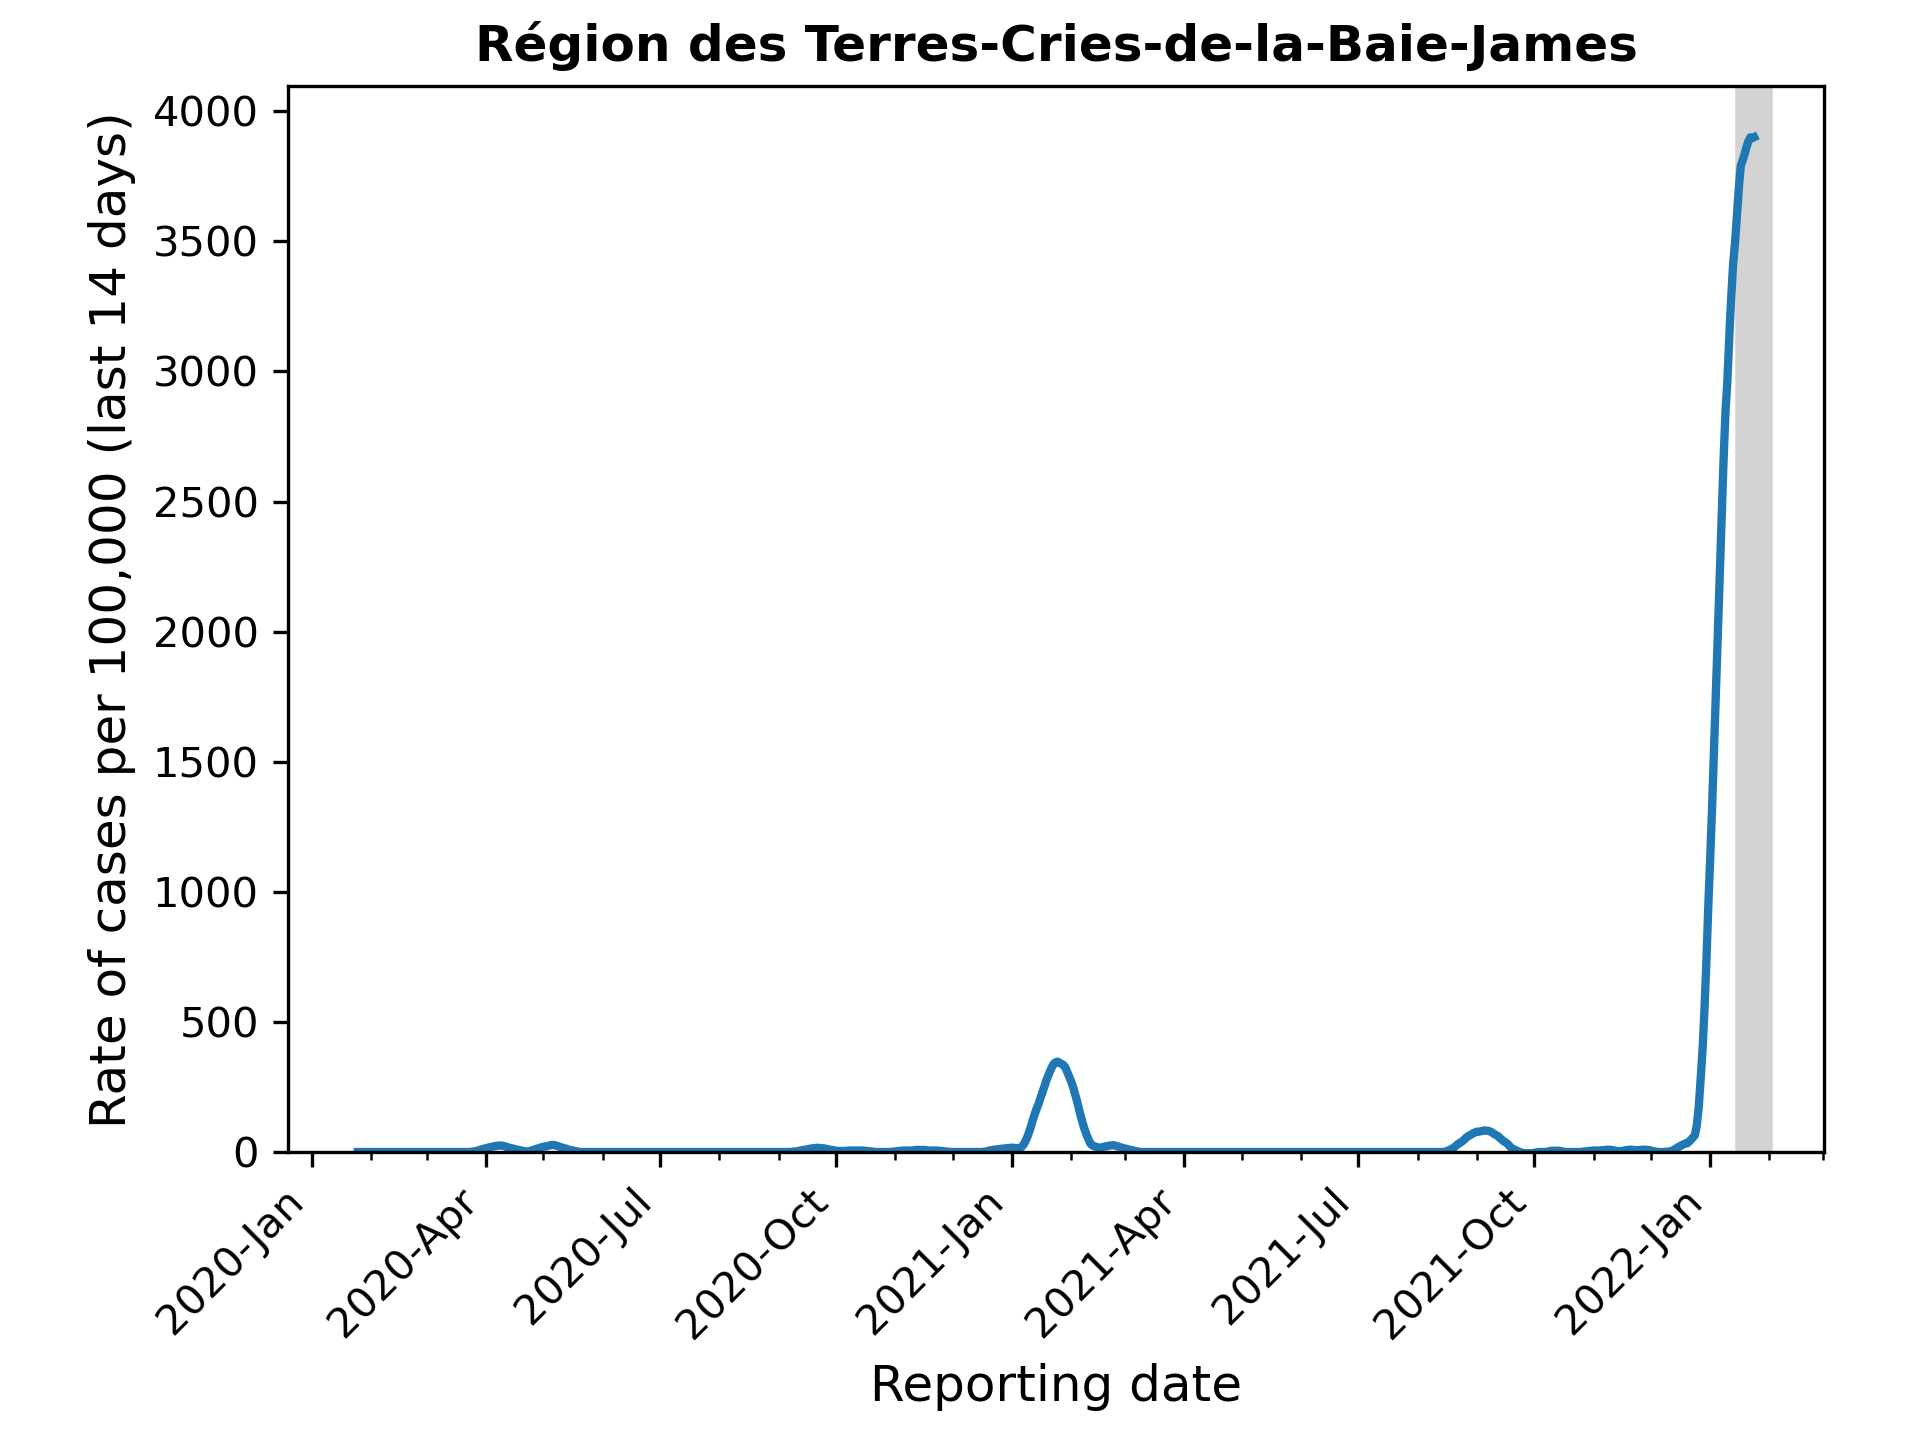 Région des Terres-Cries-de-la-Baie-James
Rate of cases per 100,000 (last 14 days)
4000
3500
3000
2500
2000
1500
1000
500
0
2020-Jan
2020-Apr
2020-Jul
2020-Oct
2021-Jan
2021-Apr
2021-Jul
2021-Oct
2022-Jan
Reporting date